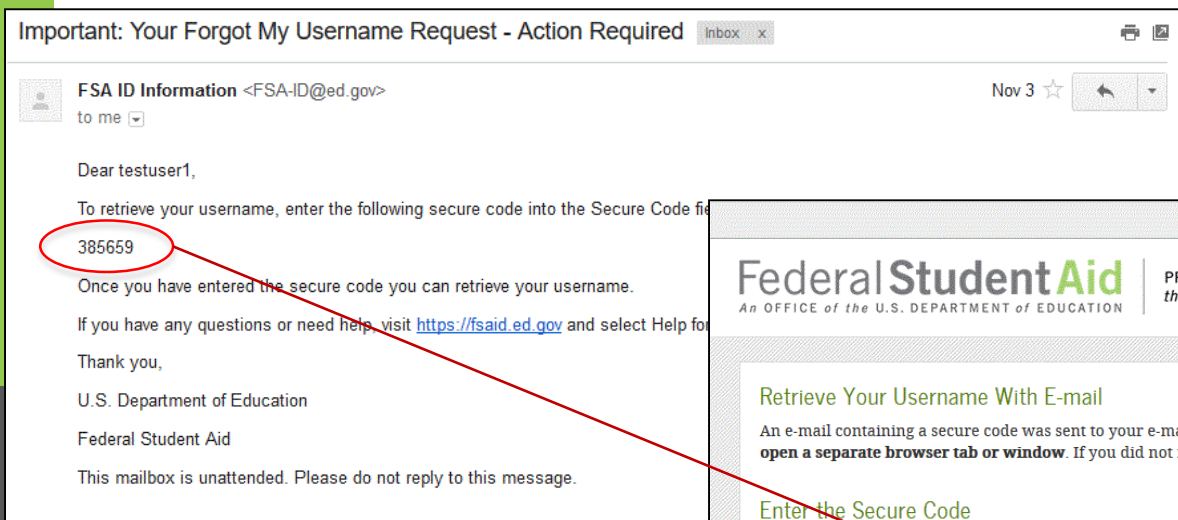 Important: Your Forgot My Username Request - Action Required Inbox x
FSA ID Information <FSA-ID@ed.gov>
Nov 3
to me
Dear testuser1,
To retrieve your username, enter the following secure code into the Secure Code
385659
Once you have entered the secure code you can retrieve your username.
If you have any questions or need help, visit https://fsaid.ed.gov and select Help for
Thank you,
U.S. Department of Education
Federal Student Aid
This mailbox is unattended. Please do not reply to this message.
Federal Student Aid
An OFFICE of the U.S. DEPARTMENT of EDUCATION
Retrieve Your Username With E-mail
An e-mail containing a secure code was sent to your
open a separate browser tab or window. If you did not
Enter the Secure Code